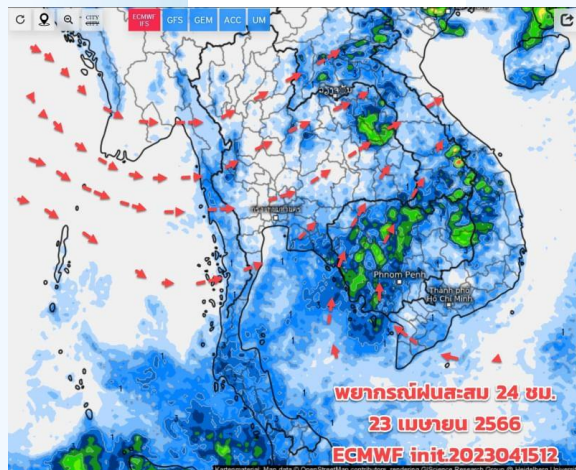 CITY
ECMWF
IFS
GFS
GEM
ACC
UM
Phnom Penh
Thành phố
Hồ Chí Minh
พยากรณ์ฝนสะสม 24 ชม.
23 เมษายน 2566
ECMWF init.2023041512